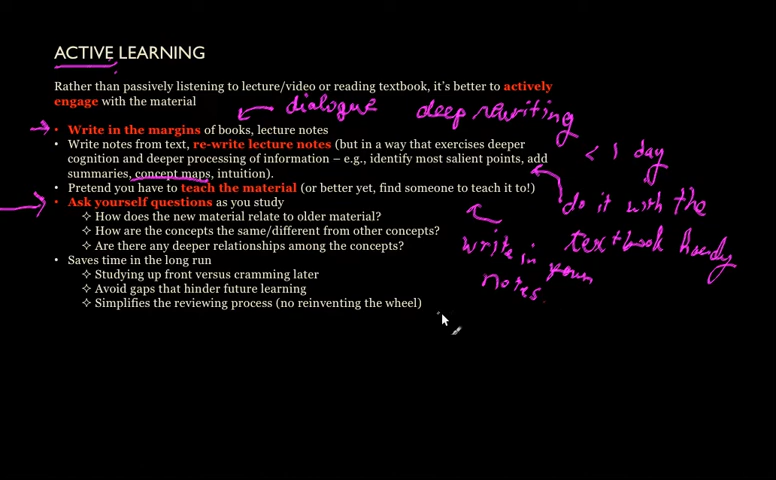 ACTIVE LEARNING
Rather than passively listening to lecture/video or reading textbook, it's better to actively
engage with the material
dialogue
deep rewriting
• Write in the margins of books, lecture notes
• Write notes from text, re-write lecture notes (but in a way that exercises deeper
cognition and deeper processing of information – e.g., identify most salient points, add
summaries, concept maps, intuition).
< 1 day
• Pretend you have to teach the material (or better yet, find someone to teach it to!)
• Ask yourself questions as you study
do it with the
textbook handy
✧ How does the new material relate to older material?
✧ How are the concepts the same/different from other concepts?
✧ Are there any deeper relationships among the concepts?
write in your
notes
• Saves time in the long run
✧ Studying up front versus cramming later
✧ Avoid gaps that hinder future learning
✧ Simplifies the reviewing process (no reinventing the wheel)